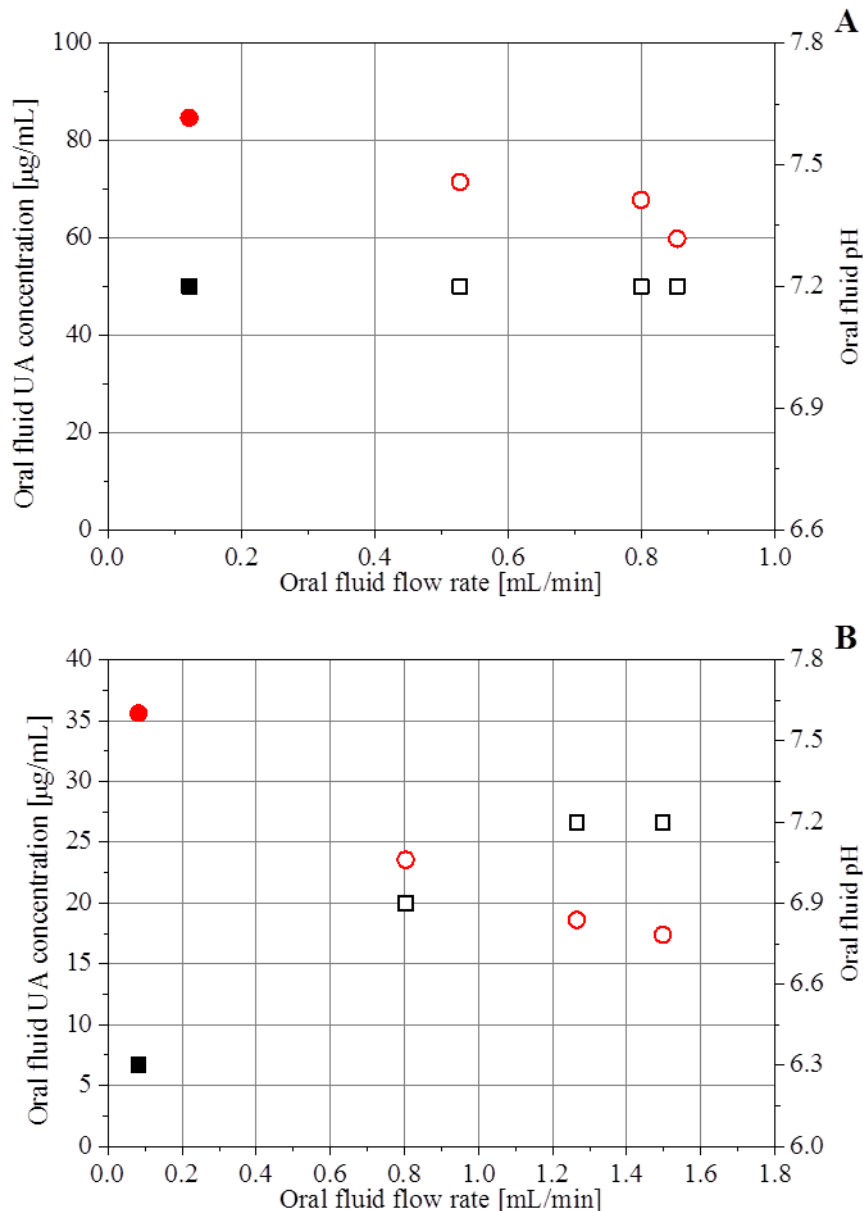 A
100
80
60
40
20
0
Oral fluid UA concentration [µg/mL]
7.8
7.5
7.2
6.9
6.6
Oral fluid pH
0.0 0.2 0.4 0.6 0.8 1.0
Oral fluid flow rate [mL/min]
B
40
35
30
25
20
15
10
5
0
Oral fluid UA concentration [µg/mL]
7.8
7.5
7.2
6.9
6.6
6.3
6.0
Oral fluid pH
0.0 0.2 0.4 0.6 0.8 1.0 1.2 1.4 1.6 1.8
Oral fluid flow rate [mL/min]